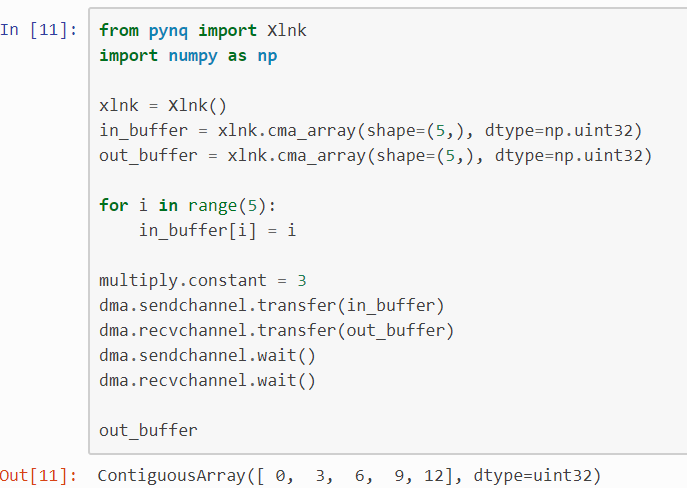 In [11]: from pynq import Xlnk
import numpy as np

xlnk = Xlnk()
in_buffer = xlnk.cma_array(shape=(5,), dtype=np.uint32)
out_buffer = xlnk.cma_array(shape=(5,), dtype=np.uint32)

for i in range(5):
    in_buffer[i] = i

multiply.constant = 3
dma.sendchannel.transfer(in_buffer)
dma.recvchannel.transfer(out_buffer)
dma.sendchannel.wait()
dma.recvchannel.wait()

out_buffer
Out[11]: ContiguousArray([ 0,  3,  6,  9, 12], dtype=uint32)